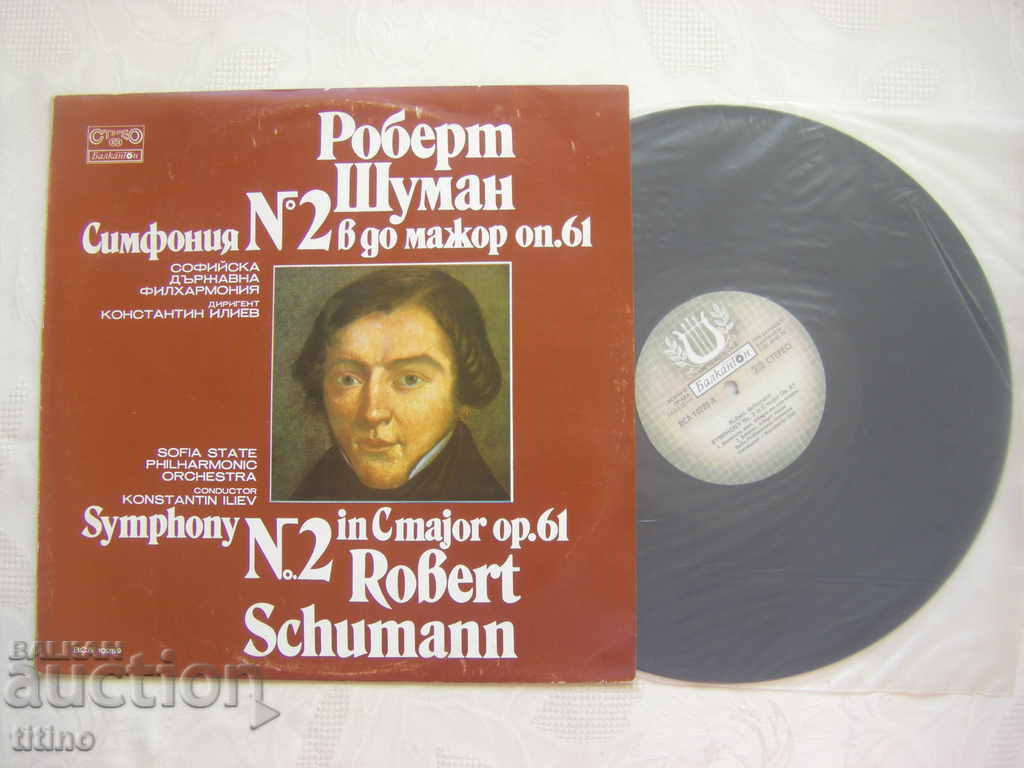 СТЕРЕО
Балкантон
Роберт
Шуман
Симфония №2 в до мажор оп.61
СОФИЙСКА
ДЪРЖАВНА
ФИЛХАРМОНИЯ
ДИРИГЕНТ
КОНСТАНТИН ИЛИЕВ
SOFIA STATE
PHILHARMONIC
ORCHESTRA
CONDUCTOR
KONSTANTIN ILIEV
Symphony No.2 in C major op.61
Robert
Schumann
BALKAN
auction
titino
Балкантон
СТЕРЕО